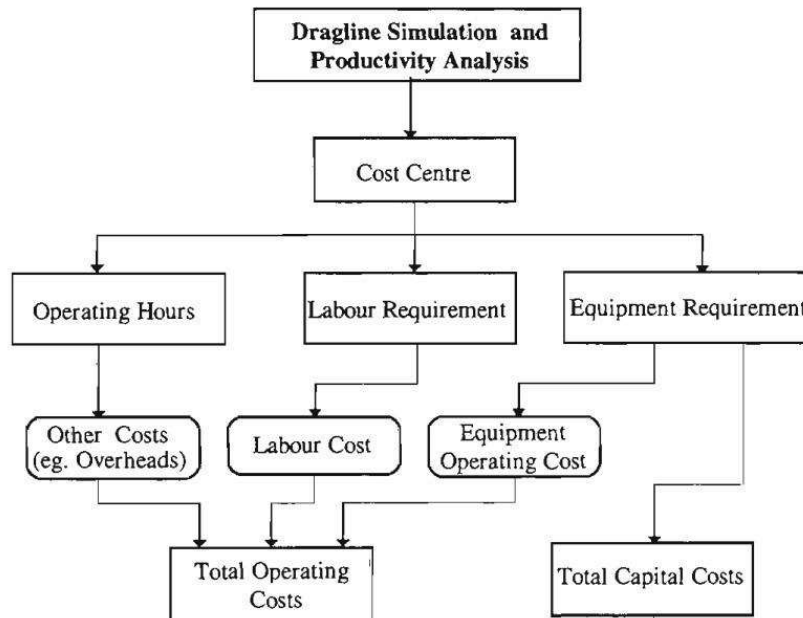 Dragline Simulation and
Productivity Analysis
Cost Centre
Operating Hours
Labour Requirement
Equipment Requirement
Other Costs
(eg. Overheads)
Labour Cost
Equipment
Operating Cost
Total Operating
Costs
Total Capital Costs